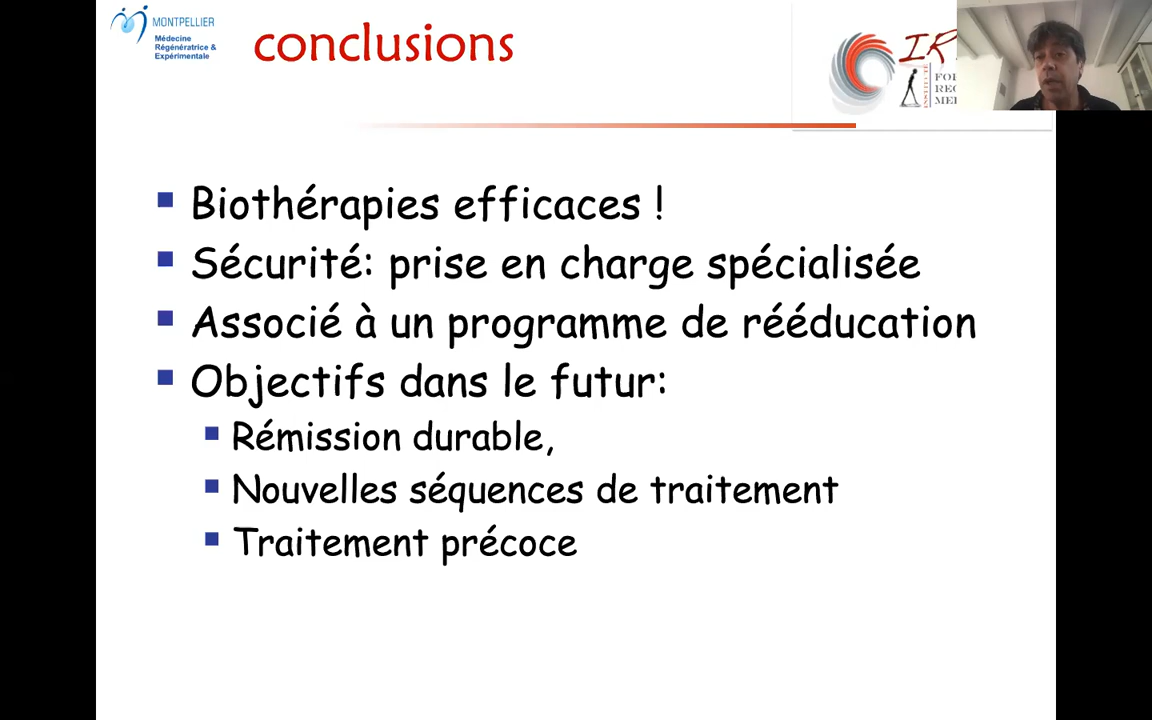 MONTPELLIER
Médecine
Régénératrice &
Expérimentale
conclusions
INSTITUTE
Biothérapies efficaces !
Sécurité: prise en charge spécialisée
Associé à un programme de rééducation
Objectifs dans le futur:
Rémission durable,
Nouvelles séquences de traitement
Traitement précoce